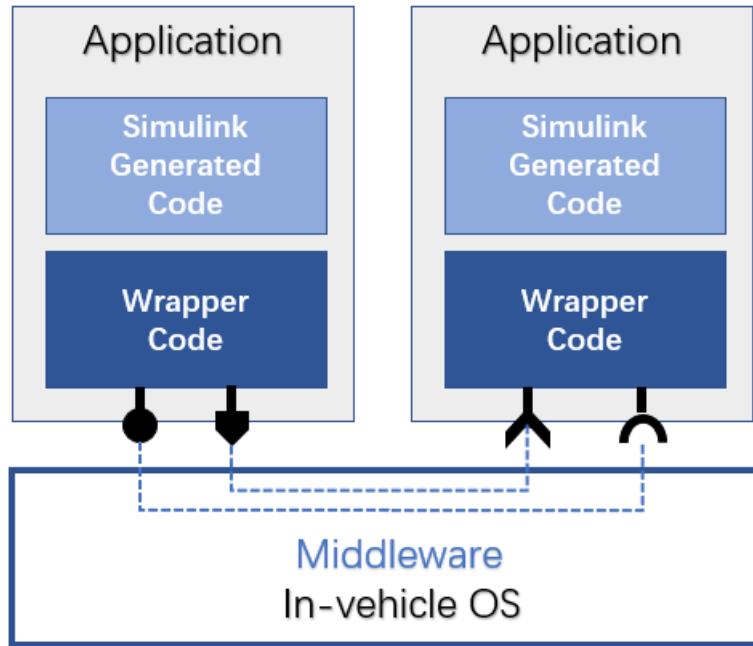 Application
Simulink
Generated
Code
Wrapper
Code
Application
Simulink
Generated
Code
Wrapper
Code
Middleware
In-vehicle OS